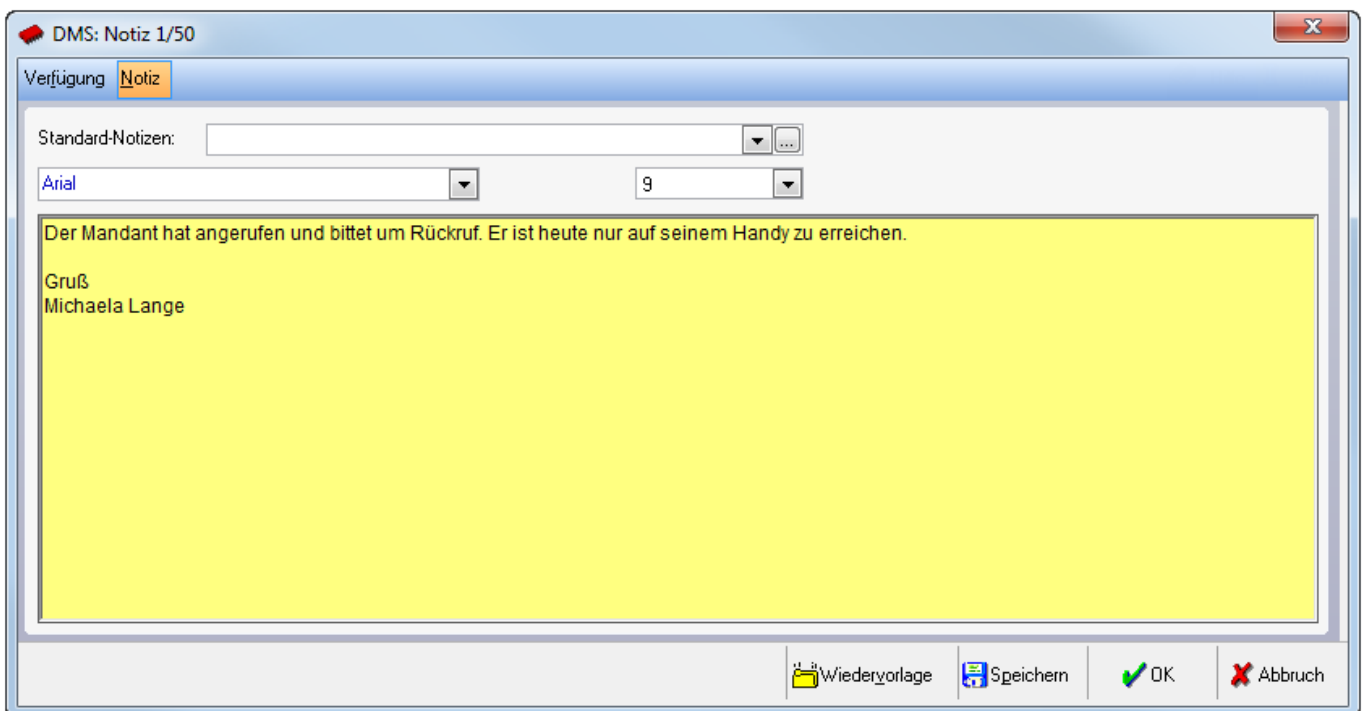 DMS: Notiz 1/50
Verfügung Notiz
Standard-Notizen:
...
Arial 9
Der Mandant hat angerufen und bittet um Rückruf. Er ist heute nur auf seinem Handy zu erreichen.
Gruß
Michaela Lange
Wiedervorlage Speichern OK Abbruch